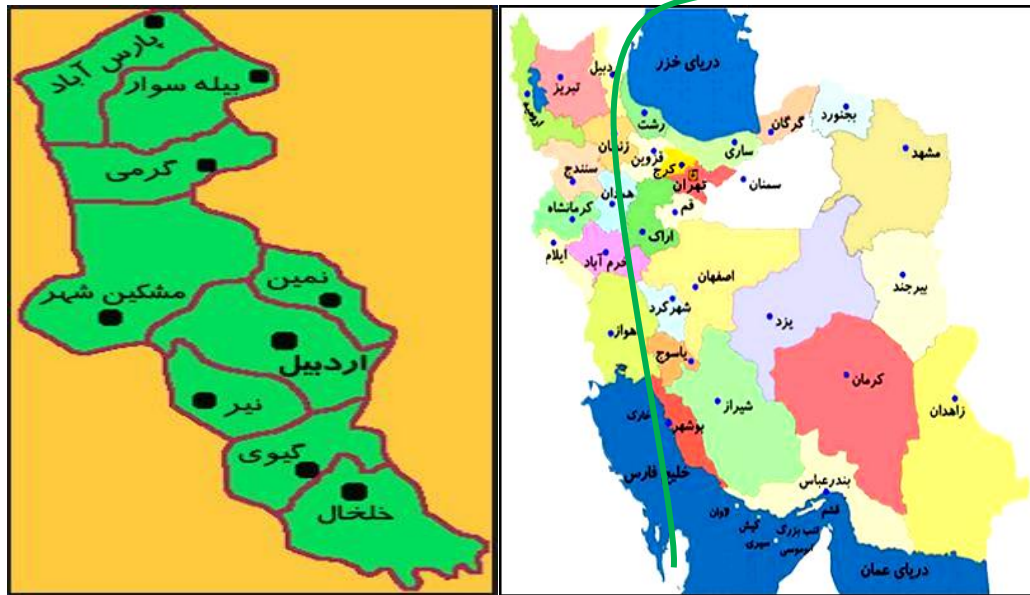 پارس آباد
بیله سوار
گرمی
نمین
مشکین شهر
اردبیل
نیر
گیوی
خلخال
دریای خزر
دبیل
تبریز
ارومیه
رشت
گرگان
بجنورد
مشهد
ساری
زنجان
قزوین
کرج
تهران
سمنان
سنندج
همدان
قم
کرمانشاه
اراک
ایلام
خرم آباد
اصفهان
بیرجند
شهرکرد
یزد
هواز
یاسوج
کرمان
زاهدان
شیراز
خارک
بوشهر
خلیج فارس
بندرعباس
قشم
لاوان
کیش
سیری
تنب بزرگ
ابوموسی
دریای عمان